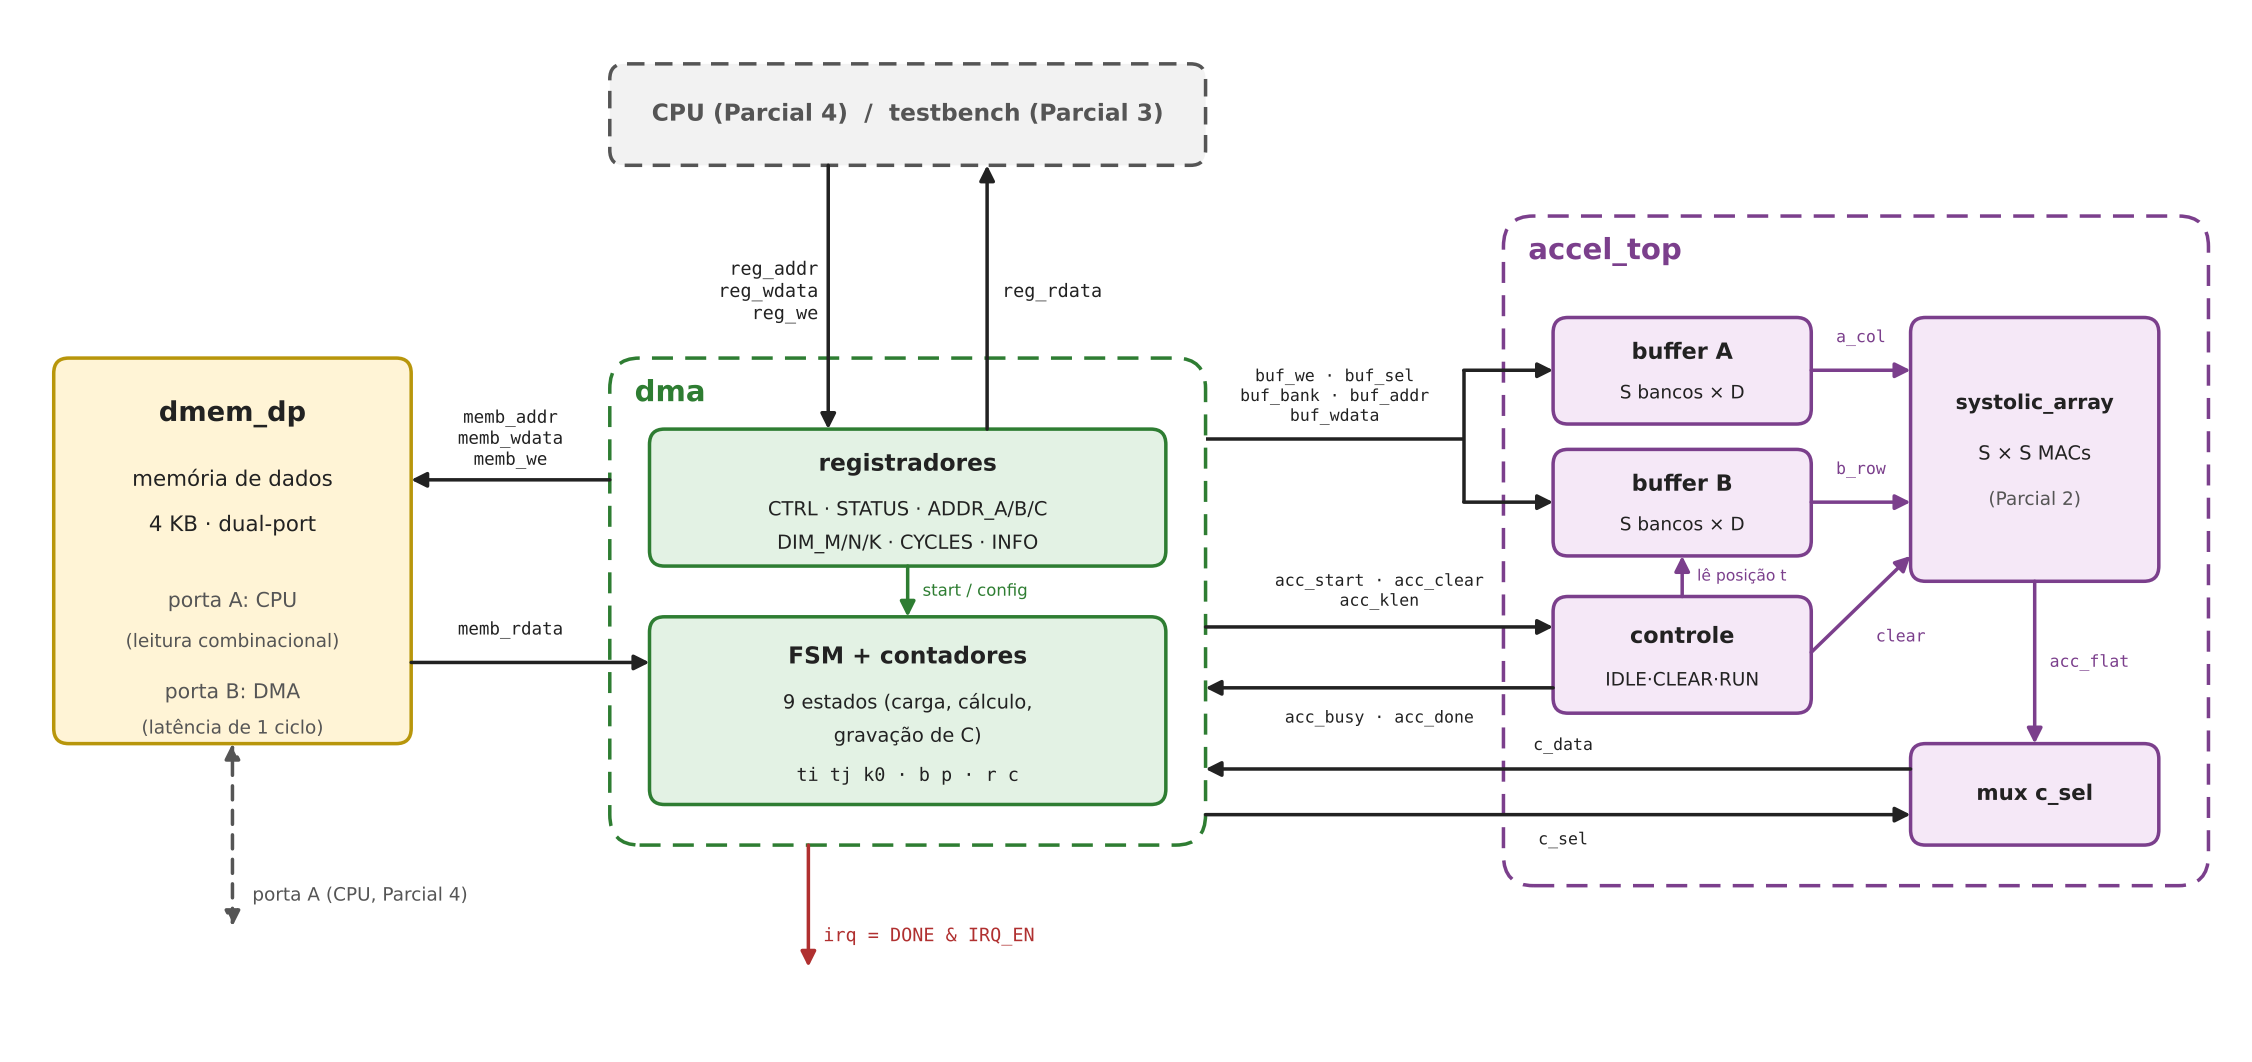 CPU (Parcial 4) / testbench (Parcial 3)
reg_addr
reg_wdata
reg_we
reg_rdata
dmem_dp
memória de dados
4 KB · dual-port
porta A: CPU
(leitura combinacional)
porta B: DMA
(latência de 1 ciclo)
porta A (CPU, Parcial 4)
memb_addr
memb_wdata
memb_we
memb_rdata
dma
registradores
CTRL · STATUS · ADDR_A/B/C
DIM_M/N/K · CYCLES · INFO
start / config
FSM + contadores
9 estados (carga, cálculo,
gravação de C)
ti tj k0 · b p · r c
irq = DONE & IRQ_EN
buf_we · buf_sel
buf_bank · buf_addr
buf_wdata
acc_start · acc_clear
acc_klen
acc_busy · acc_done
c_data
c_sel
accel_top
buffer A
S bancos × D
a_col
buffer B
S bancos × D
b_row
lê posição t
controle
IDLE·CLEAR·RUN
clear
systolic_array
S × S MACs
(Parcial 2)
acc_flat
mux c_sel